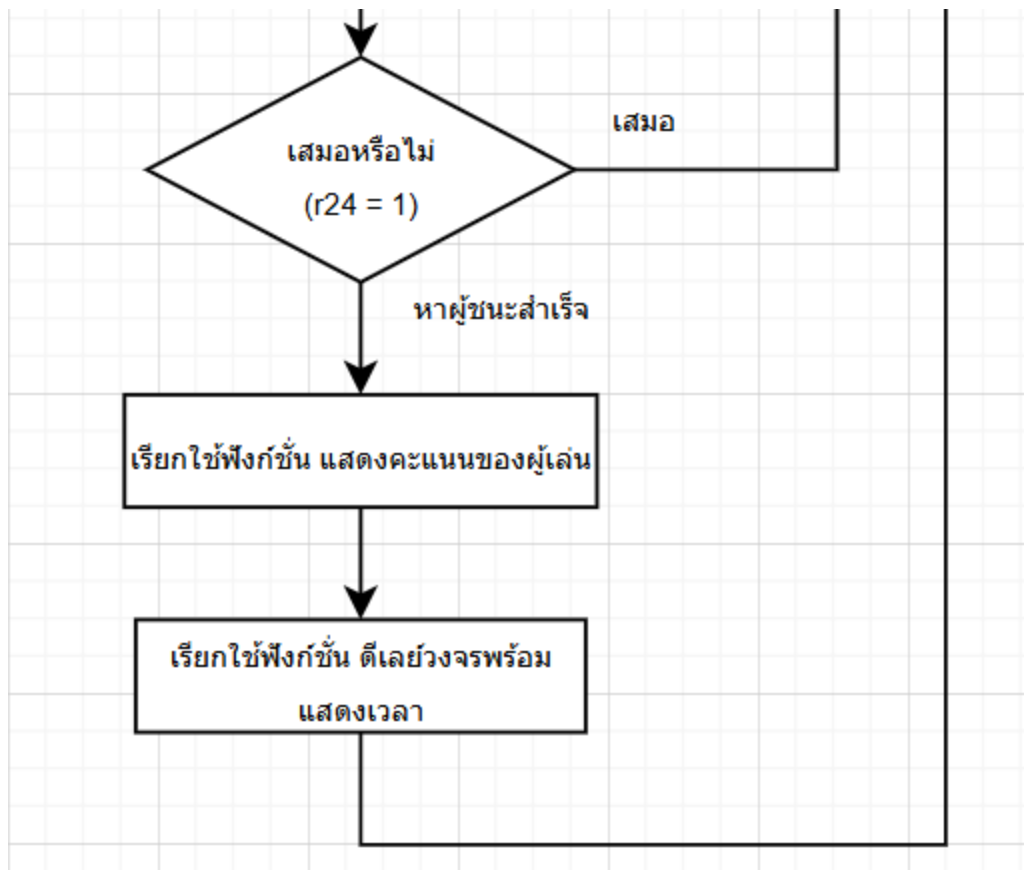 เสมอ
เสมอหรือไม่
(r24 = 1)
หาผู้ชนะสำเร็จ
เรียกใช้ฟังก์ชั่น แสดงคะแนนของผู้เล่น
เรียกใช้ฟังก์ชั่น ดีเลย์วงจรพร้อม
แสดงเวลา